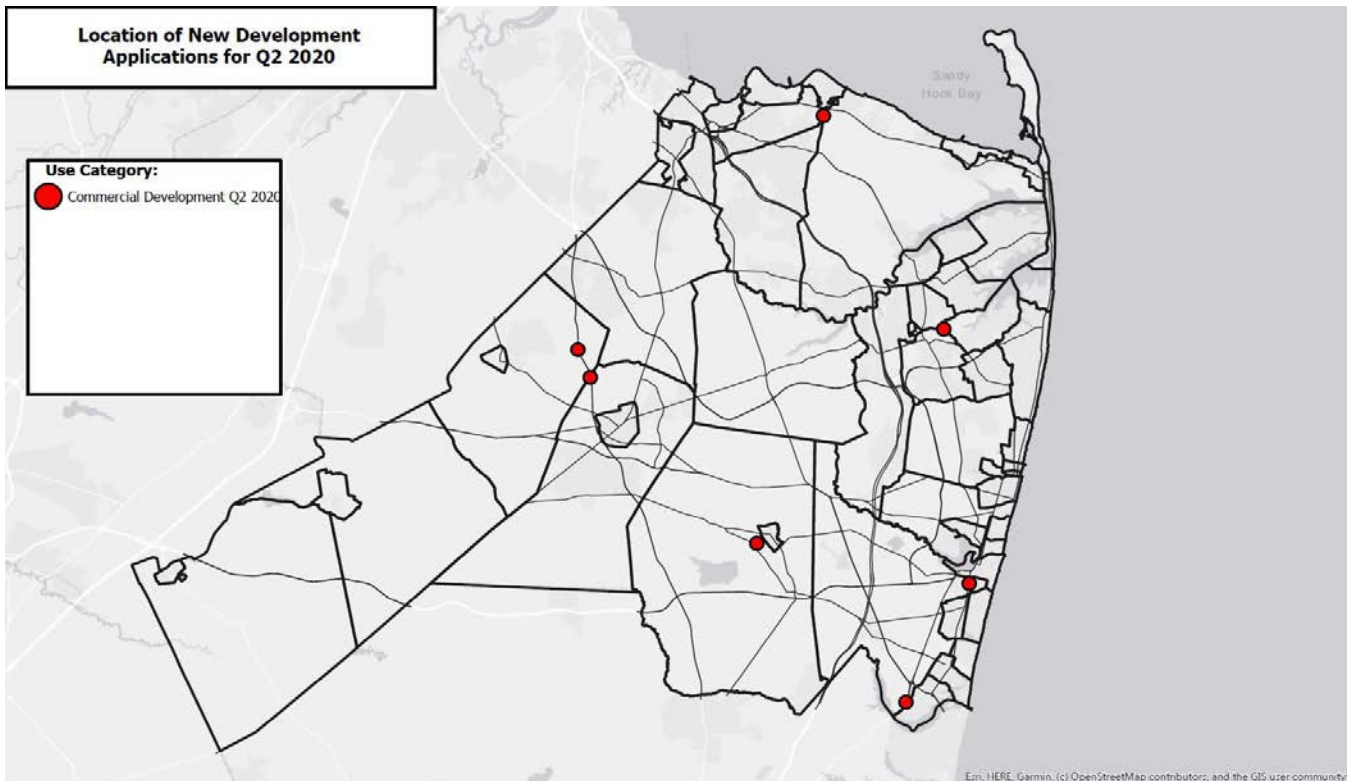 Location of New Development
Applications for Q2 2020
Sandy
Hook Bay
Use Category:
Commercial Development Q2 2020
Esri, HERE, Garmin, (c) OpenStreetMap contributors, and the GIS user community